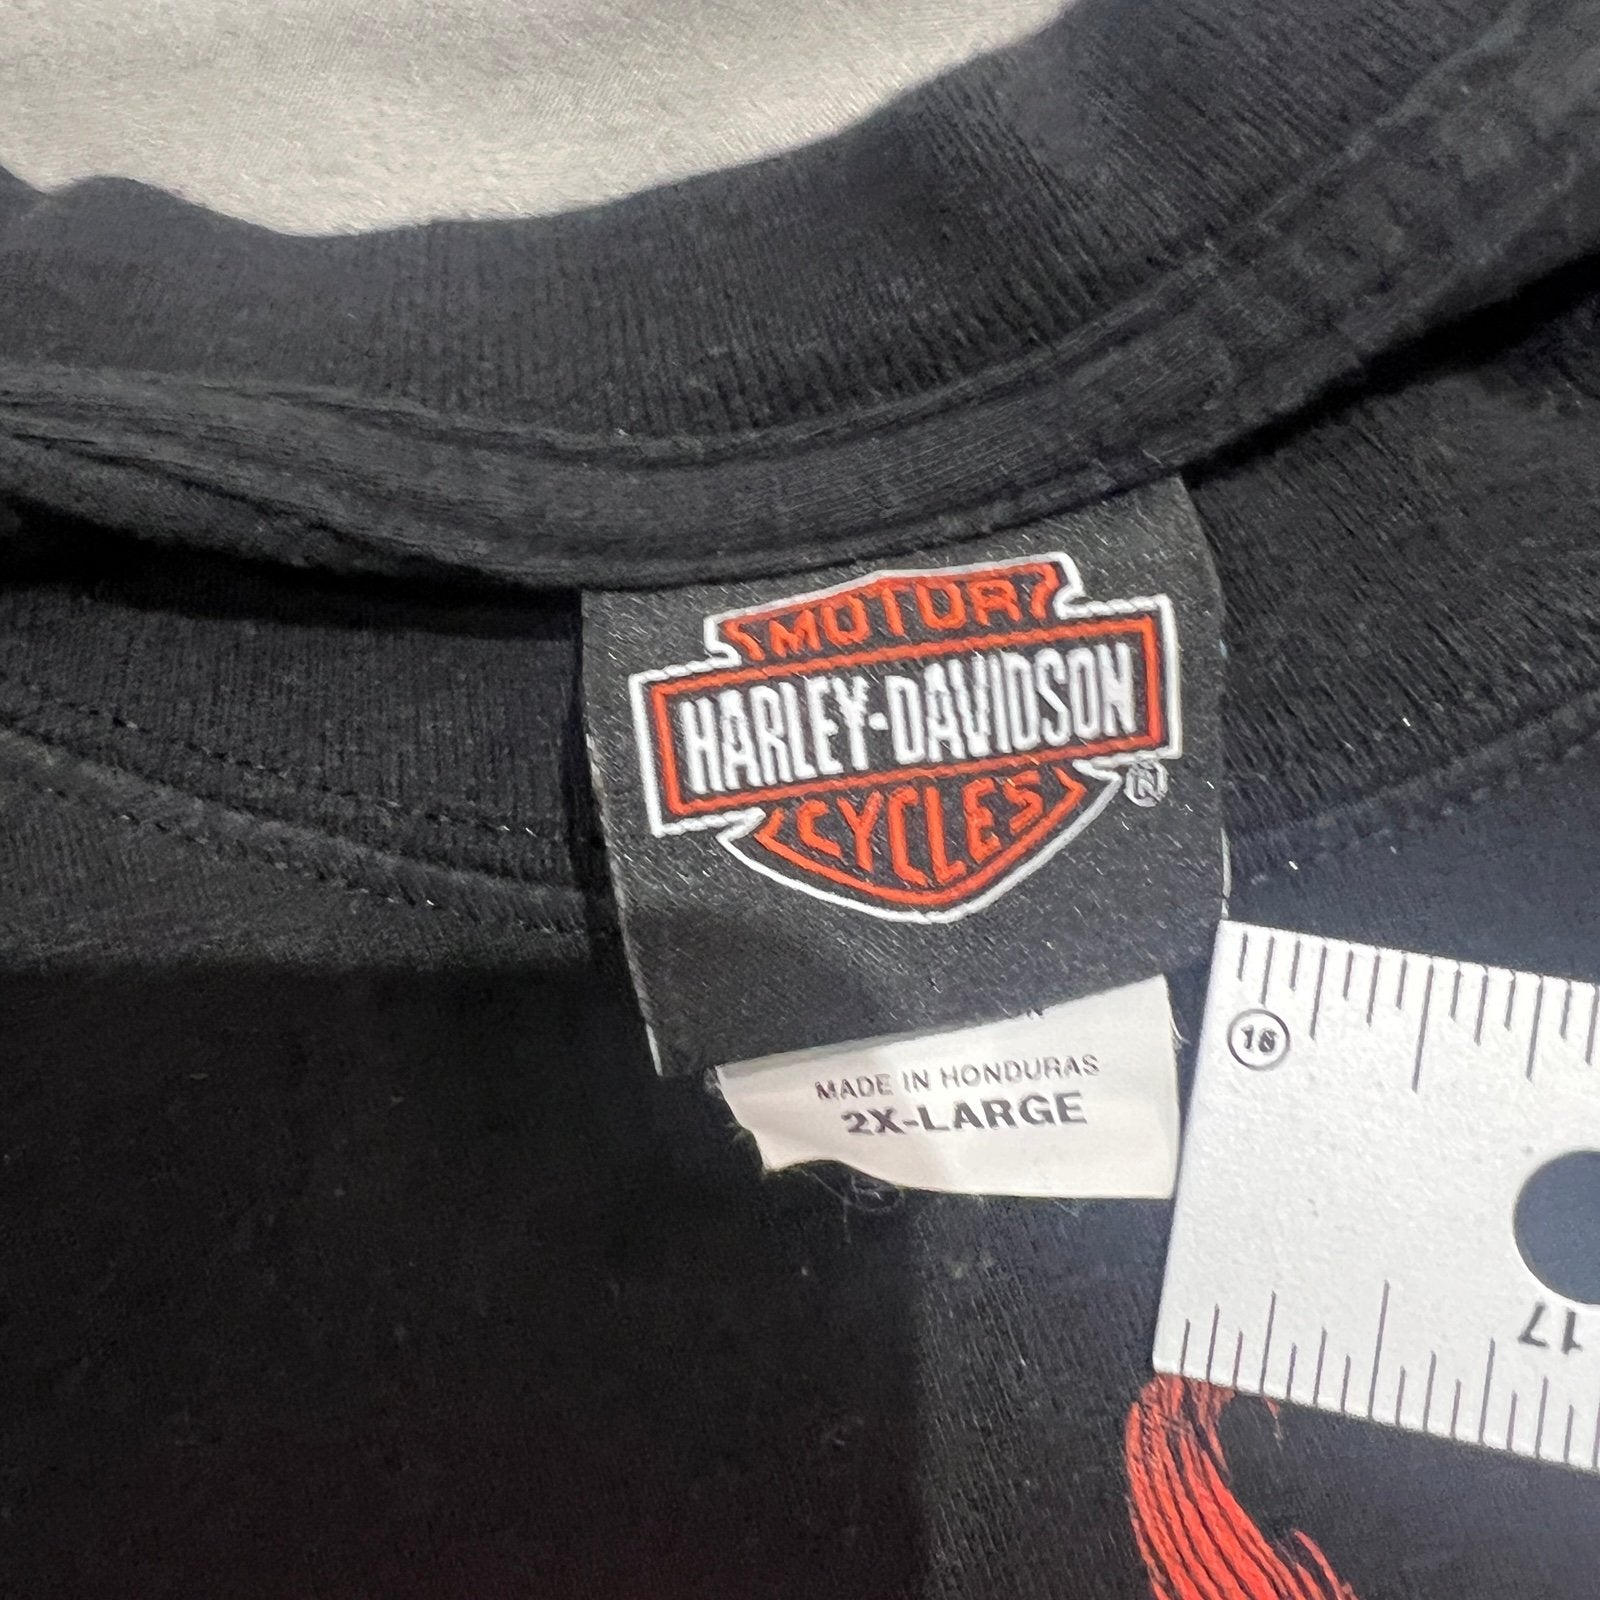 MOTOR
HARLEY-DAVIDSON
CYCLES
®
MADE IN HONDURAS
2X-LARGE
16
17